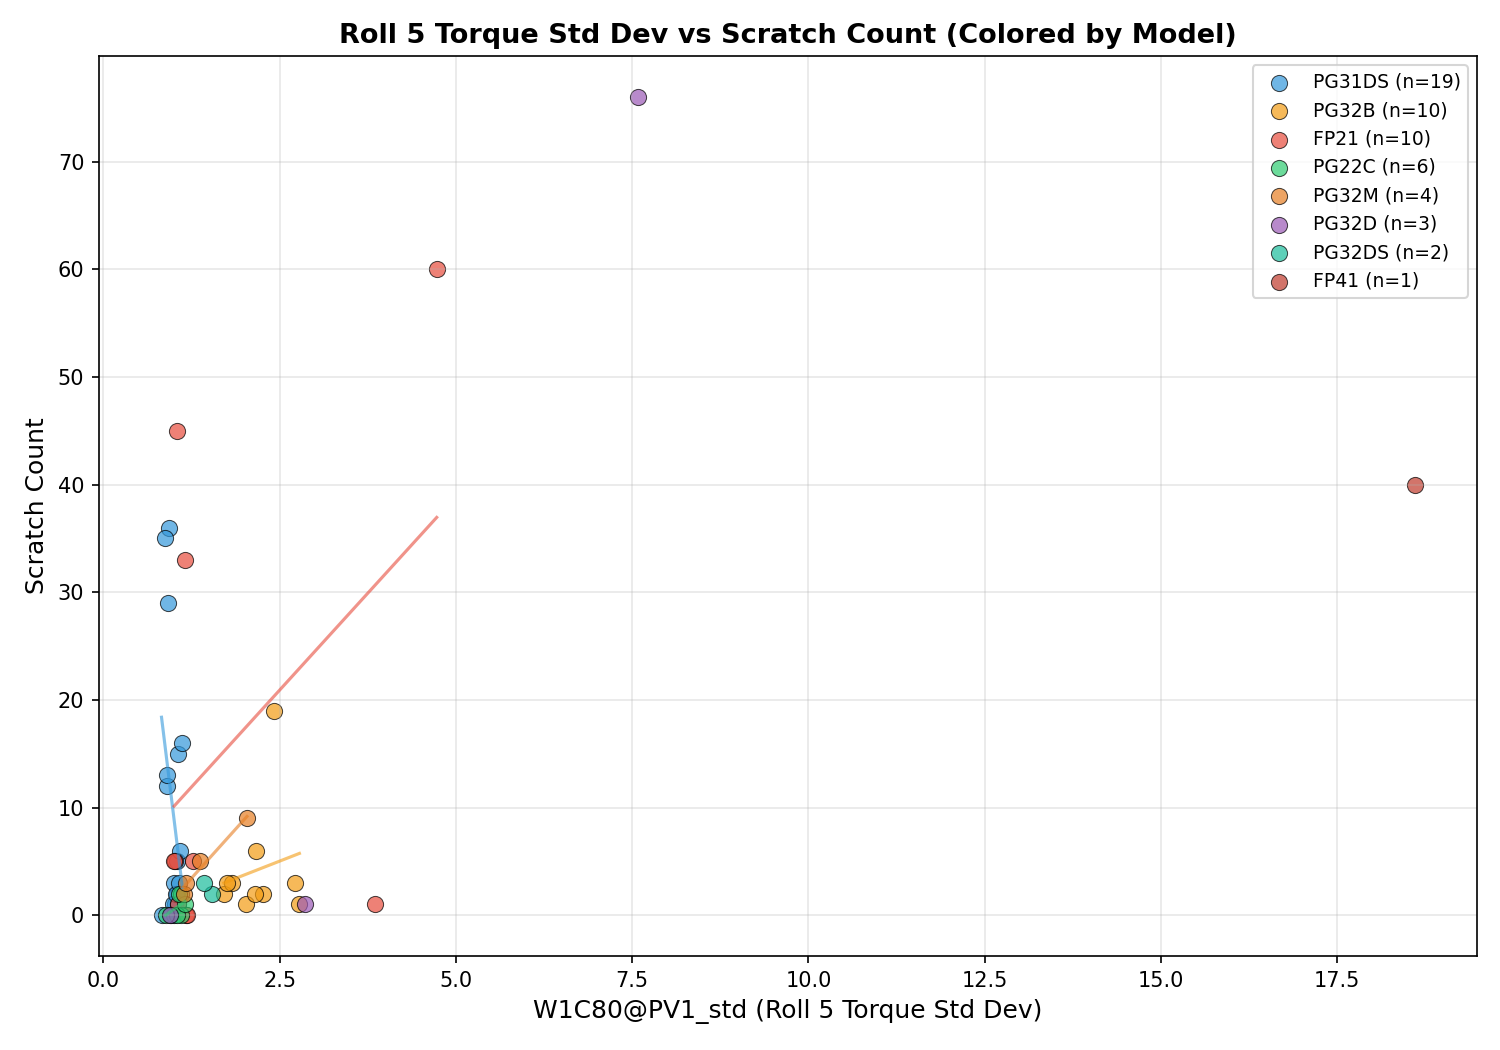 Roll 5 Torque Std Dev vs Scratch Count (Colored by Model)
PG31DS (n=19)
PG32B (n=10)
FP21 (n=10)
PG22C (n=6)
PG32M (n=4)
PG32D (n=3)
PG32DS (n=2)
FP41 (n=1)
Scratch Count
70
60
50
40
30
20
10
0
0.0 2.5 5.0 7.5 10.0 12.5 15.0 17.5
W1C80@PV1_std (Roll 5 Torque Std Dev)